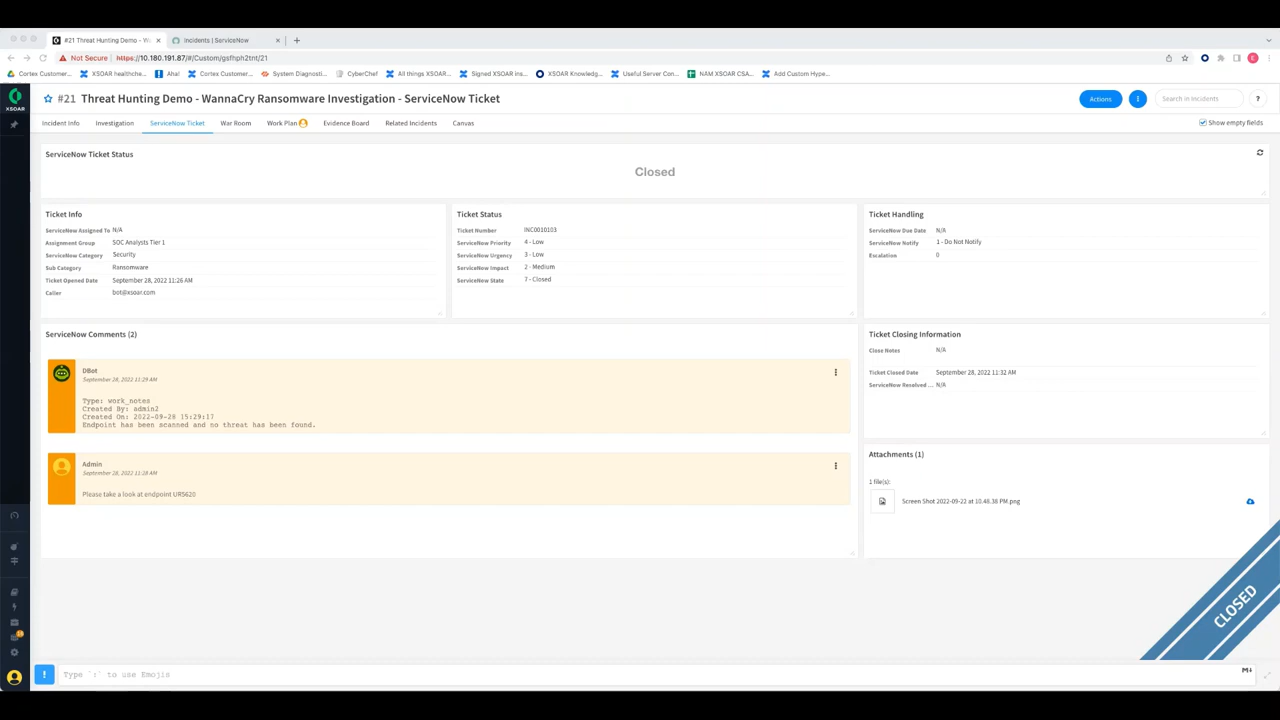 #21 Threat Hunting Demo - Wa
Incidents | ServiceNow
Not Secure
https://10.180.191.87/#/Custom/gsfhph2tnt/21
Cortex Customer...
XSOAR healthche...
Aha!
Cortex Customer...
System Diagnosti...
CyberChef
All things XSOAR...
Signed XSOAR ins...
XSOAR Knowledg...
Useful Server Con...
NAM XSOAR CSA...
Add Custom Hype...
XSOAR
#21 Threat Hunting Demo - WannaCry Ransomware Investigation - ServiceNow Ticket
Actions
Search in Incidents
?
Incident Info
Investigation
ServiceNow Ticket
War Room
Work Plan
Evidence Board
Related Incidents
Canvas
Show empty fields
ServiceNow Ticket Status
Closed
Ticket Info
ServiceNow Assigned To N/A
Assignment Group SOC Analysts Tier 1
ServiceNow Category Security
Sub Category Ransomware
Ticket Opened Date September 28, 2022 11:26 AM
Caller bot@xsoar.com
Ticket Status
Ticket Number INC0010103
ServiceNow Priority 4 - Low
ServiceNow Urgency 3 - Low
ServiceNow Impact 2 - Medium
ServiceNow State 7 - Closed
Ticket Handling
ServiceNow Due Date N/A
ServiceNow Notify 1 - Do Not Notify
Escalation 0
ServiceNow Comments (2)
DBot
September 28, 2022 11:29 AM
Type: work_notes
Created By: admin2
Created On: 2022-09-28 15:29:17
Endpoint has been scanned and no threat has been found.
Admin
September 28, 2022 11:28 AM
Please take a look at endpoint URS620
Ticket Closing Information
Close Notes N/A
Ticket Closed Date September 28, 2022 11:32 AM
ServiceNow Resolved ... N/A
Attachments (1)
1 file(s):
Screen Shot 2022-09-22 at 10.48.38 PM.png
CLOSED
! Type `:` to use Emojis
M↓